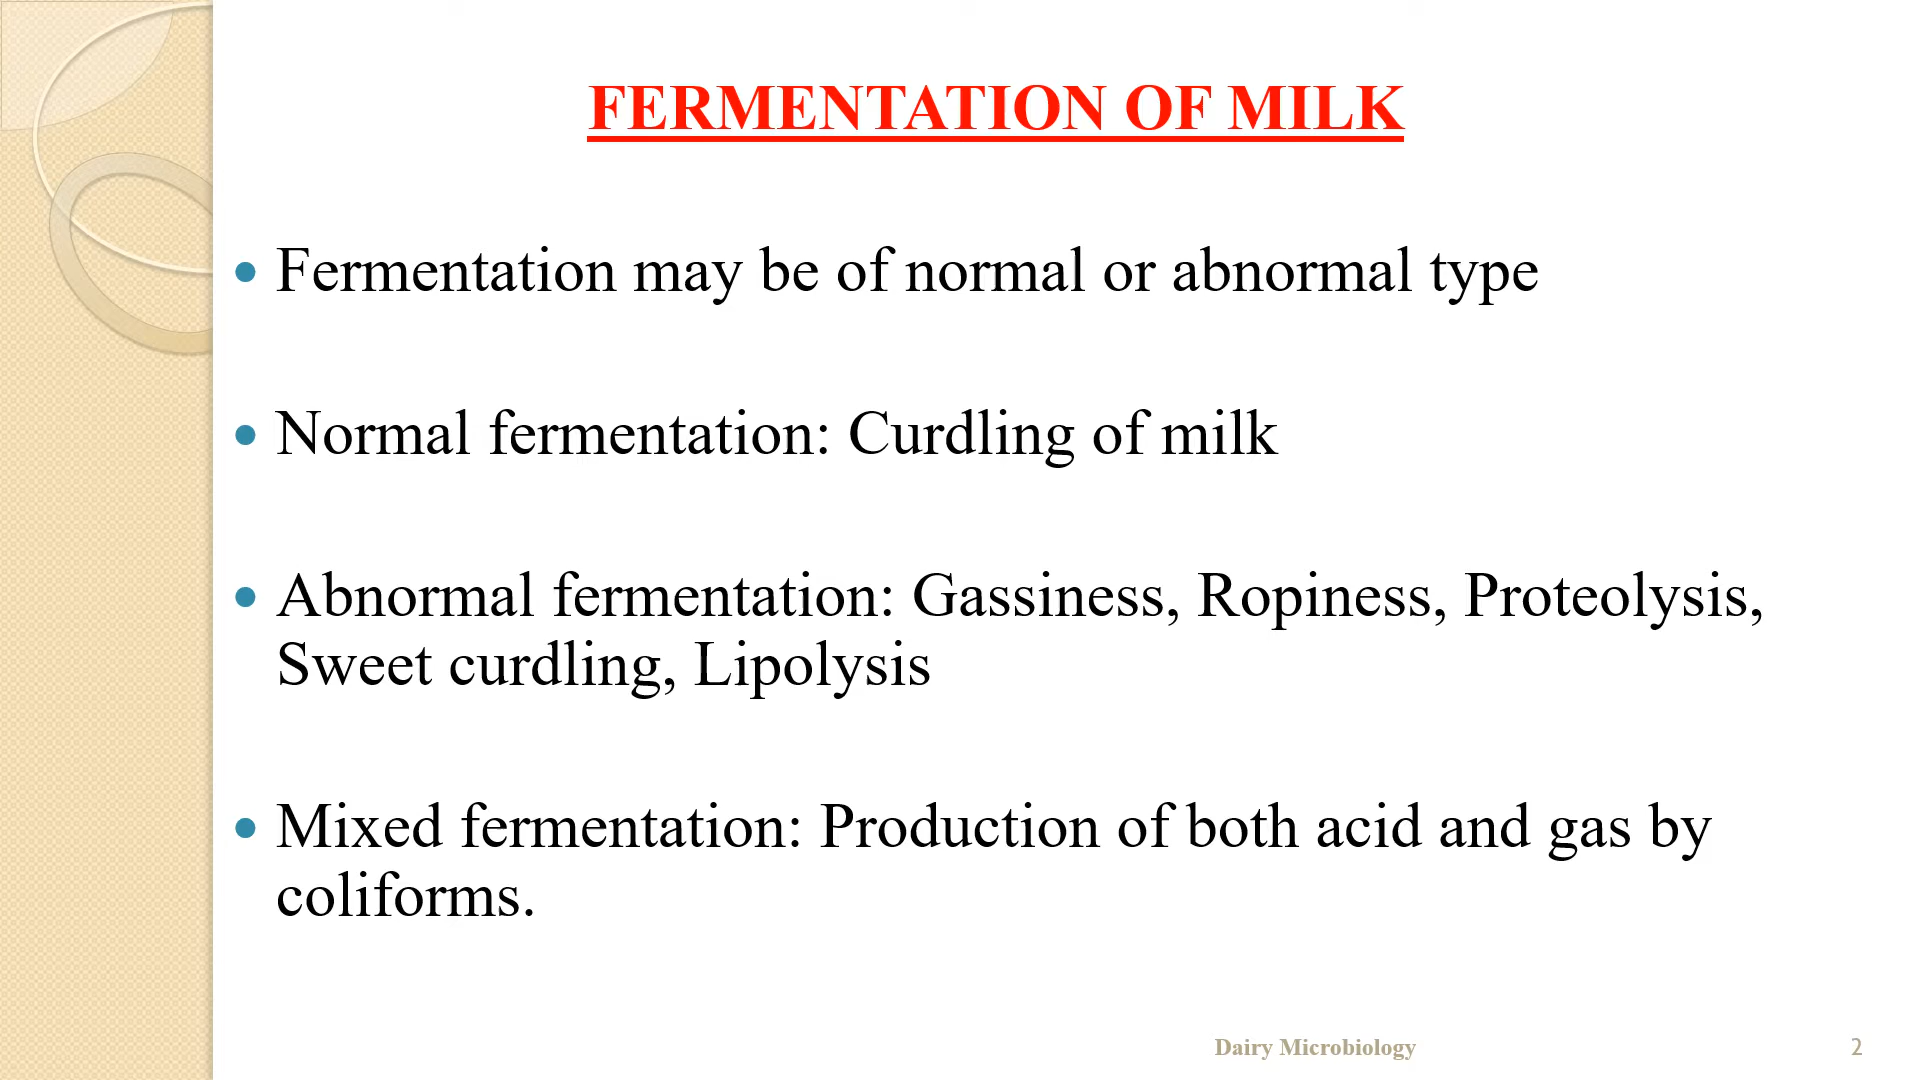 FERMENTATION OF MILK
• Fermentation may be of normal or abnormal type
• Normal fermentation: Curdling of milk
• Abnormal fermentation: Gassiness, Ropiness, Proteolysis,
Sweet curdling, Lipolysis
• Mixed fermentation: Production of both acid and gas by
coliforms.
Dairy Microbiology
2